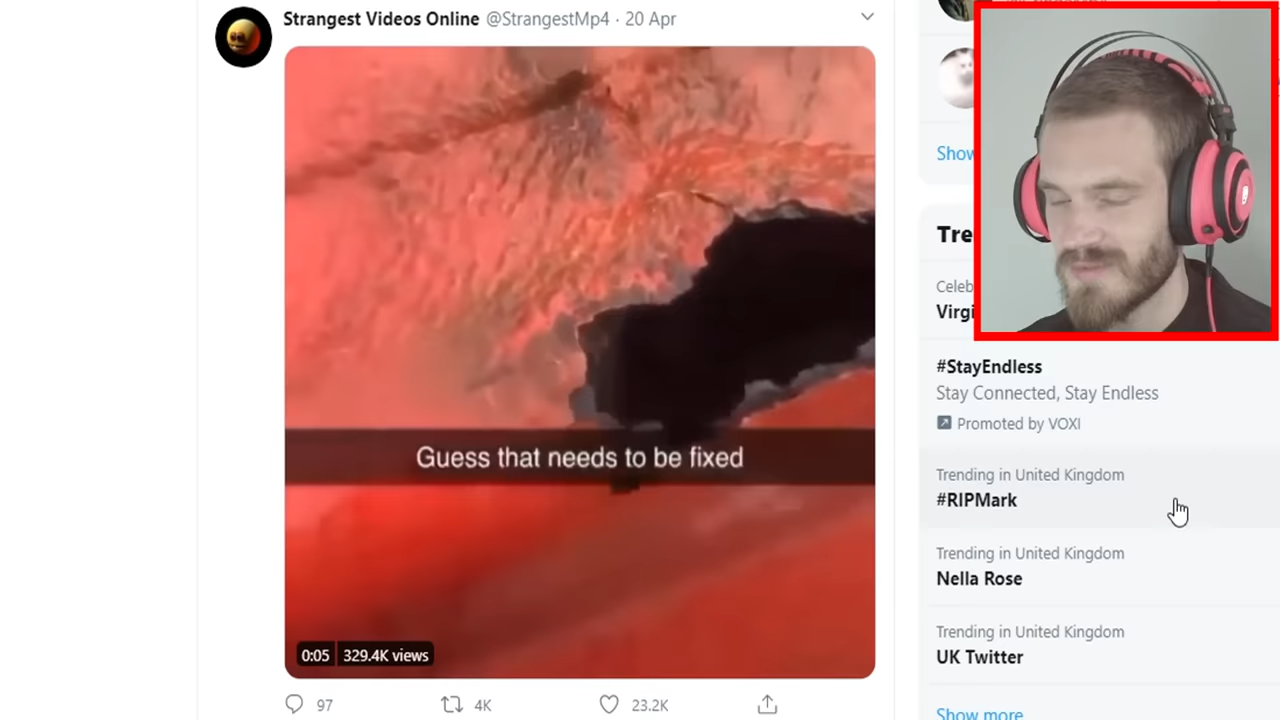 Strangest Videos Online @StrangestMp4 · 20 Apr
Guess that needs to be fixed
0:05 329.4K views
97 4K 23.2K
Show
Tre
Celeb
Virgi
#StayEndless
Stay Connected, Stay Endless
Promoted by VOXI
Trending in United Kingdom
#RIPMark
Trending in United Kingdom
Nella Rose
Trending in United Kingdom
UK Twitter
Show more